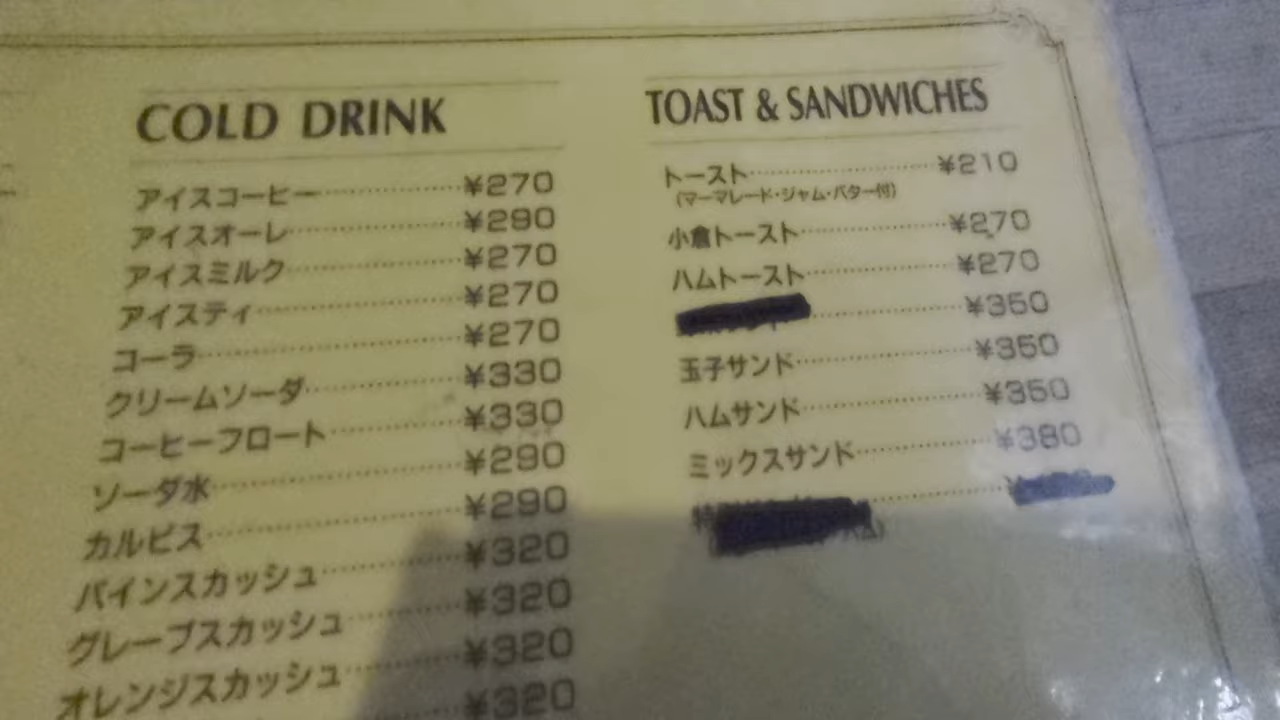 COLD DRINK
アイスコーヒー ¥270
アイスオーレ ¥290
アイスミルク ¥270
アイスティ ¥270
コーラ ¥270
クリームソーダ ¥330
コーヒーフロート ¥330
ソーダ水 ¥290
カルピス ¥290
パインスカッシュ ¥320
グレープスカッシュ ¥320
オレンジスカッシュ ¥320
¥320
TOAST & SANDWICHES
トースト ¥210
(マーマレード・ジャム・バター付)
小倉トースト ¥270
ハムトースト ¥270
¥350
玉子サンド ¥350
ハムサンド ¥350
ミックスサンド ¥380